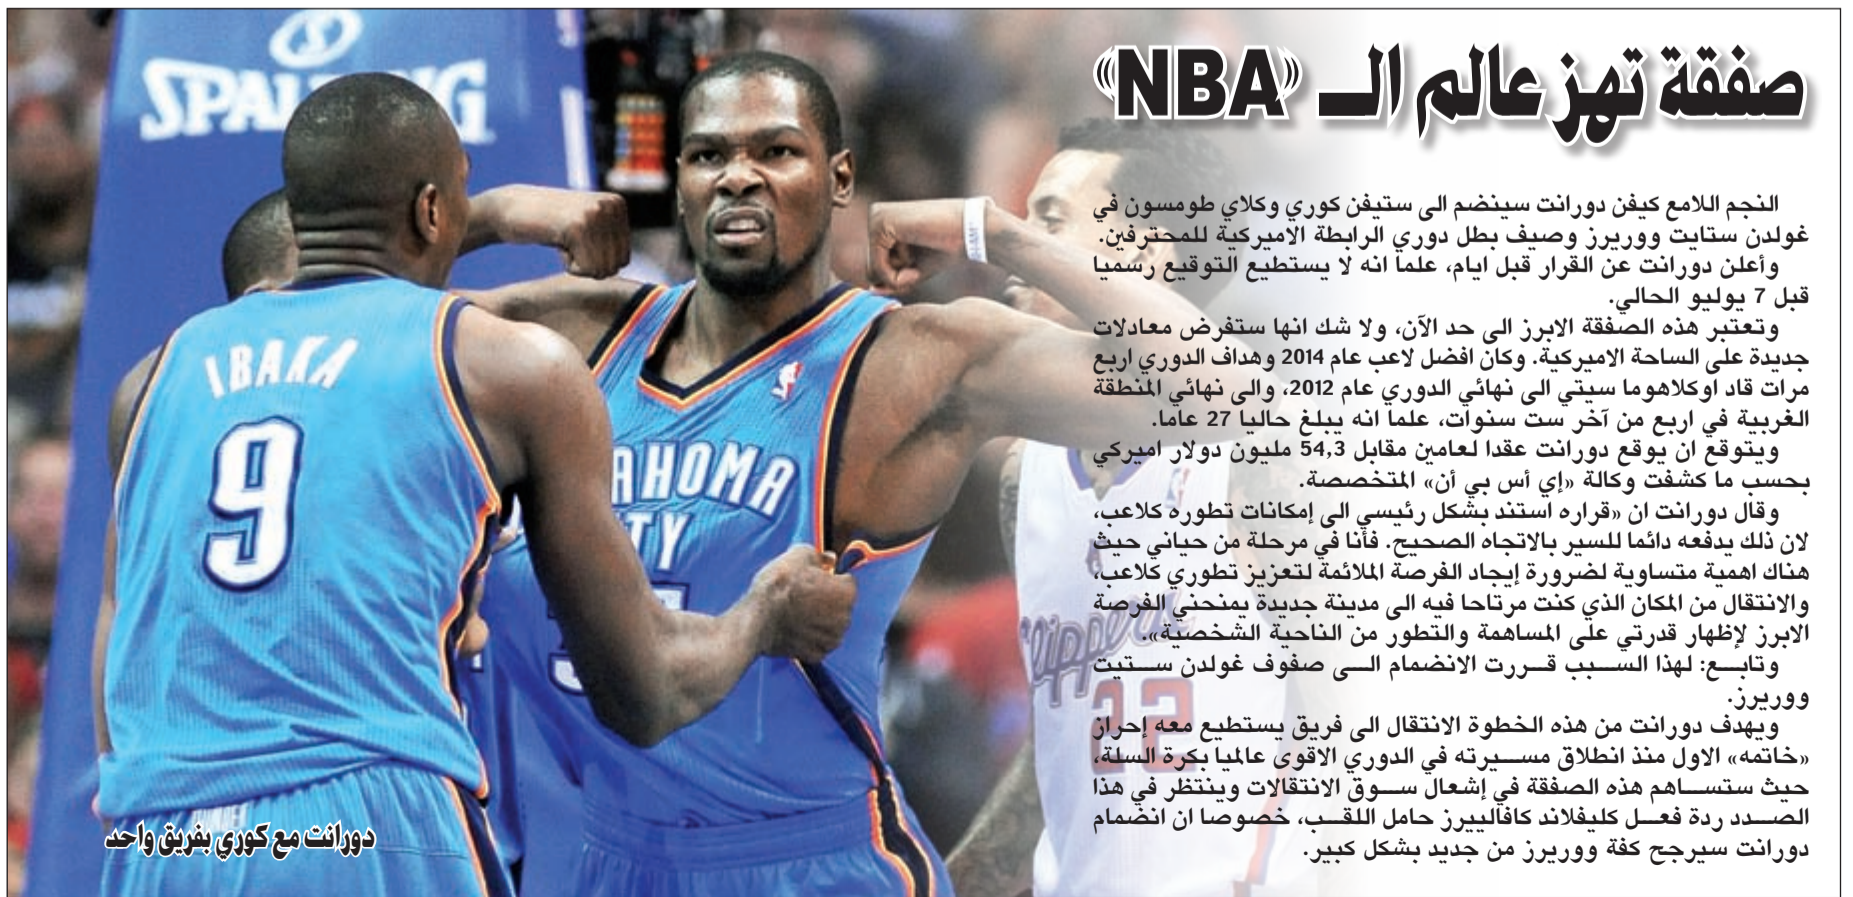 صفقة تهز عالم الـ «NBA»
النجم اللامع كيفن دورانت سينضم الى ستيفن كوري وكلاي طومسون في
غولدن ستايت ووريرز وصيف بطل دوري الرابطة الاميركية للمحترفين.
وأعلن دورانت عن القرار قبل ايام، علما انه لا يستطيع التوقيع رسميا
قبل 7 يوليو الحالي.
وتعتبر هذه الصفقة الابرز الى حد الآن، ولا شك انها ستفرض معادلات
جديدة على الساحة الاميركية. وكان افضل لاعب عام 2014 وهداف الدوري اربع
مرات قاد اوكلاهوما سيتي الى نهائي الدوري عام 2012، والى نهائي المنطقة
الغربية في اربع من آخر ست سنوات، علما انه يبلغ حاليا 27 عاما.
ويتوقع ان يوقع دورانت عقدا لعامين مقابل 54,3 مليون دولار اميركي
بحسب ما كشفت وكالة «إي أس بي أن» المتخصصة.
وقال دورانت ان «قراره استند بشكل رئيسي الى إمكانات تطوره كلاعب،
لان ذلك يدفعه دائما للسير بالاتجاه الصحيح. فأنا في مرحلة من حياني حيث
هناك اهمية متساوية لضرورة إيجاد الفرصة الملائمة لتعزيز تطوري كلاعب،
والانتقال من المكان الذي كنت مرتاحا فيه الى مدينة جديدة يمنحني الفرصة
الابرز لإظهار قدرتي على المساهمة والتطور من الناحية الشخصية».
وتابع: لهذا السبب قررت الانضمام الى صفوف غولدن ستيت
ووريرز.
ويهدف دورانت من هذه الخطوة الانتقال الى فريق يستطيع معه إحراز
«خاتمه» الاول منذ انطلاق مسيرته في الدوري الاقوى عالميا بكرة السلة،
حيث ستساهم هذه الصفقة في إشعال سوق الانتقالات وينتظر في هذا
الصدد ردة فعل كليفلاند كافالييرز حامل اللقب، خصوصا ان انضمام
دورانت سيرجح كفة ووريرز من جديد بشكل كبير.
دورانت مع كوري بفريق واحد
IBAKA
9
AHOMA
TY
Clippers
22